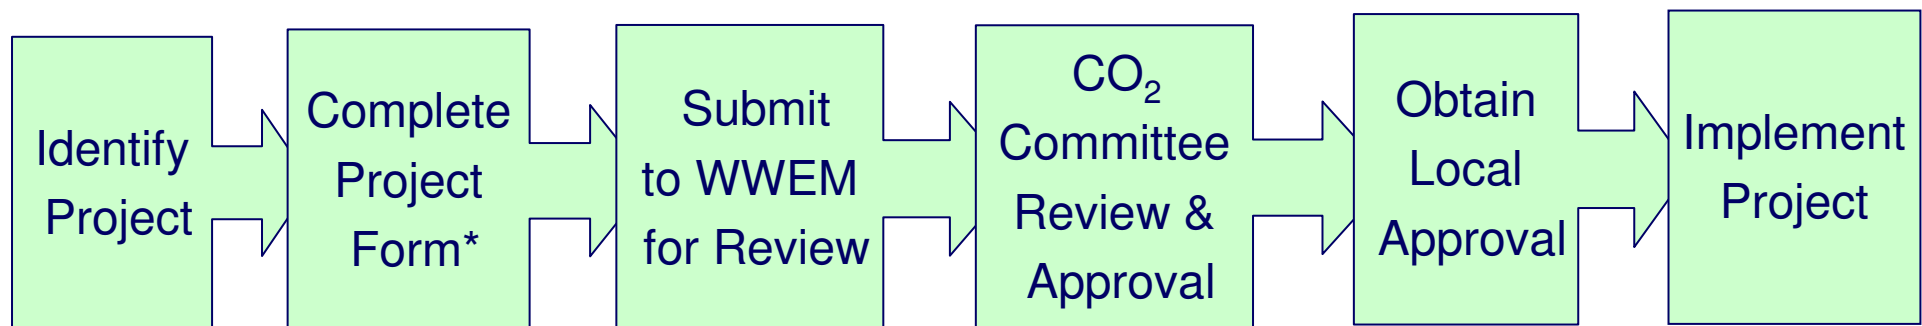 Identify
Project
Complete
Project
Form*
Submit
to WWEM
for Review
CO₂
Committee
Review &
Approval
Obtain
Local
Approval
Implement
Project